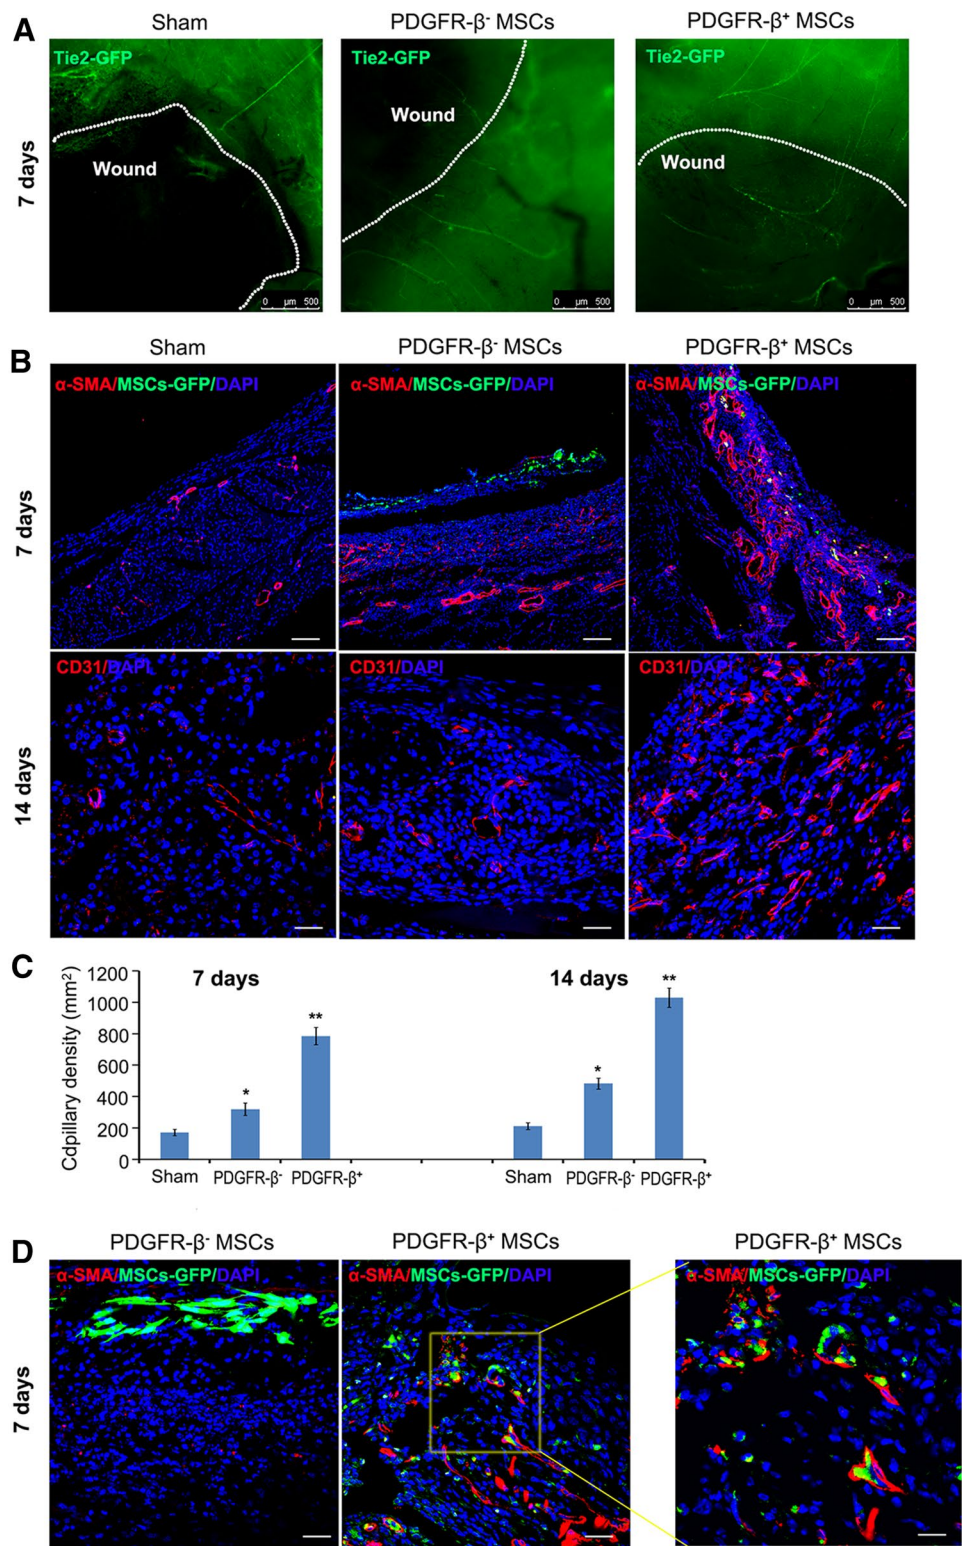 A
Sham
PDGFR-β⁻ MSCs
PDGFR-β⁺ MSCs
7 days
Tie2-GFP
Wound
0 µm 500
Tie2-GFP
Wound
0 µm 500
Tie2-GFP
Wound
0 µm 500
B
Sham
PDGFR-β⁻ MSCs
PDGFR-β⁺ MSCs
7 days
α-SMA/MSCs-GFP/DAPI
α-SMA/MSCs-GFP/DAPI
α-SMA/MSCs-GFP/DAPI
14 days
CD31/DAPI
CD31/DAPI
CD31/DAPI
C
Cdpillary density (mm²)
1200
1000
800
600
400
200
0
7 days
14 days
*
**
*
**
Sham
PDGFR-β⁻
PDGFR-β⁺
Sham
PDGFR-β⁻
PDGFR-β⁺
D
PDGFR-β⁻ MSCs
PDGFR-β⁺ MSCs
PDGFR-β⁺ MSCs
7 days
α-SMA/MSCs-GFP/DAPI
α-SMA/MSCs-GFP/DAPI
α-SMA/MSCs-GFP/DAPI